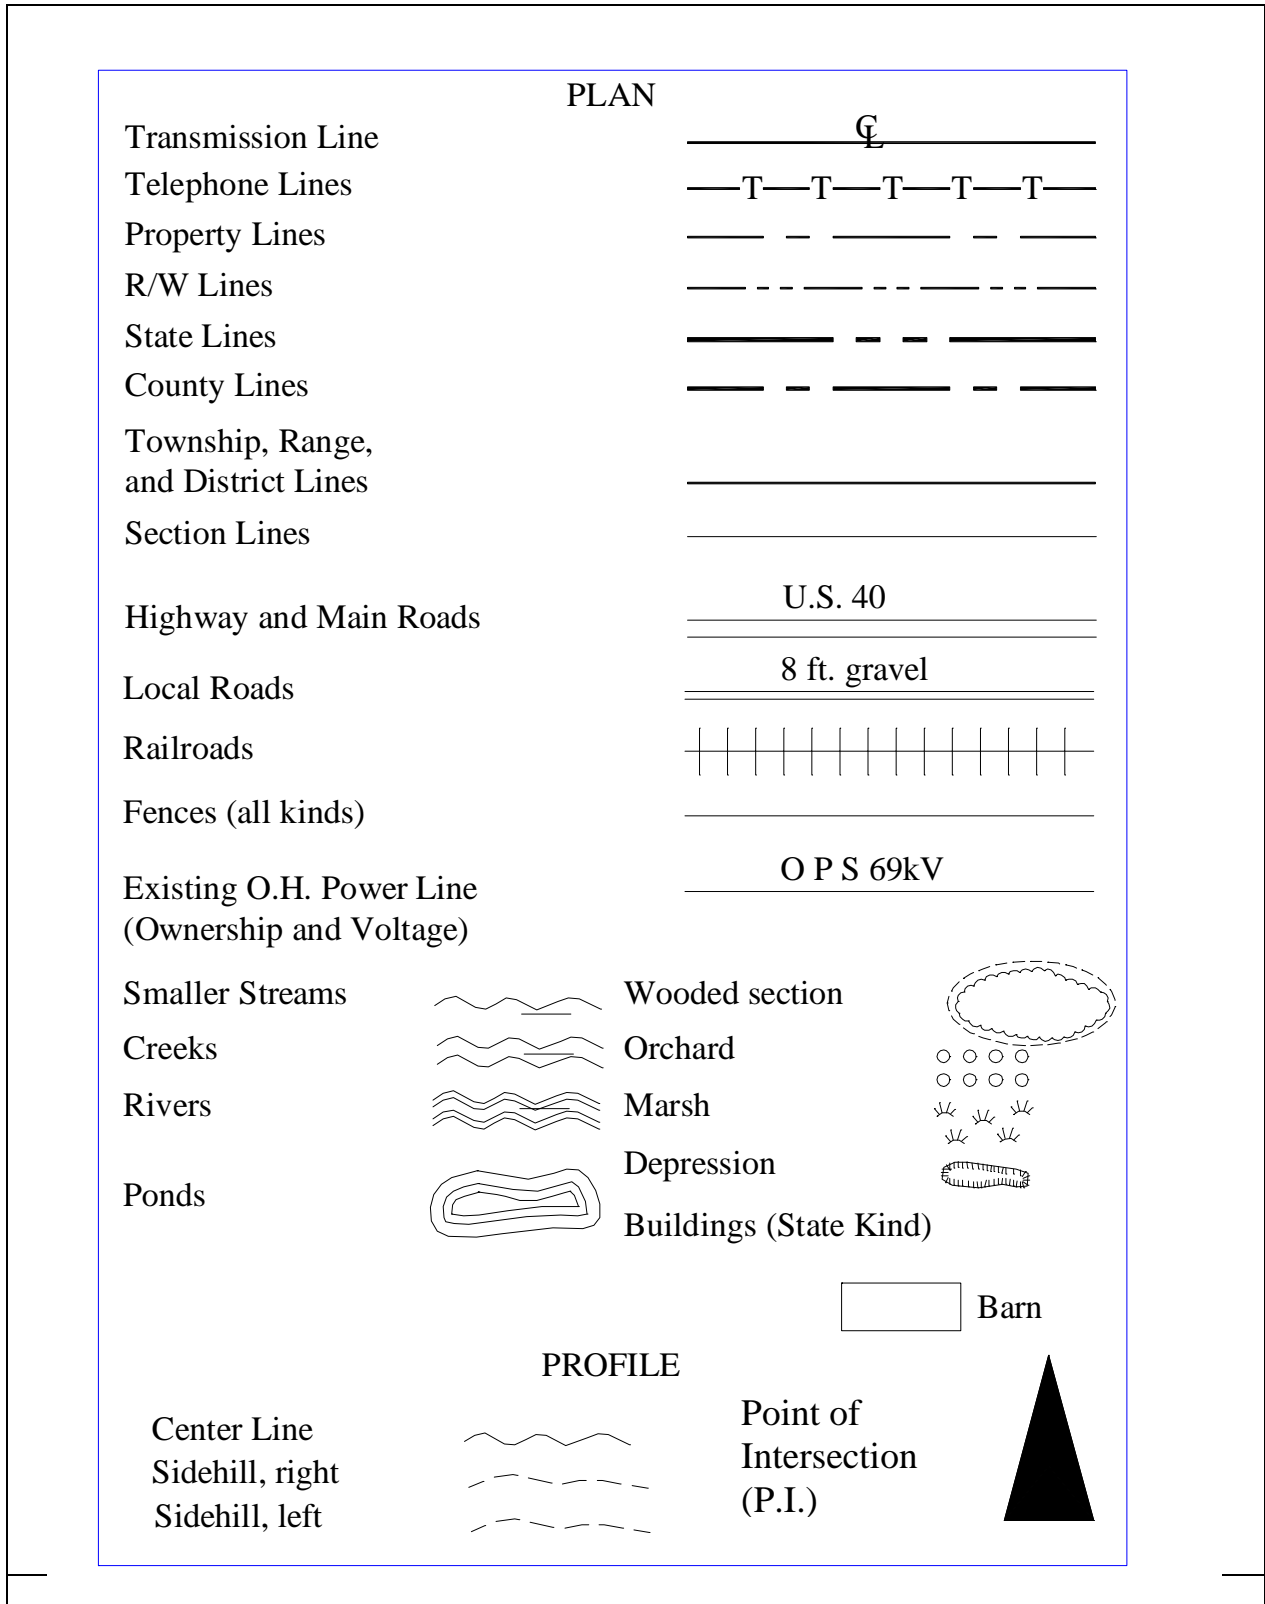 PLAN
Transmission Line ℄
Telephone Lines T T T T T
Property Lines
R/W Lines
State Lines
County Lines
Township, Range,
and District Lines
Section Lines
U.S. 40
Highway and Main Roads
8 ft. gravel
Local Roads
Railroads
Fences (all kinds)
O P S 69kV
Existing O.H. Power Line
(Ownership and Voltage)
Smaller Streams
Wooded section
Creeks
Orchard
Rivers
Marsh
Depression
Ponds
Buildings (State Kind)
Barn
PROFILE
Center Line
Sidehill, right
Sidehill, left
Point of
Intersection
(P.I.)